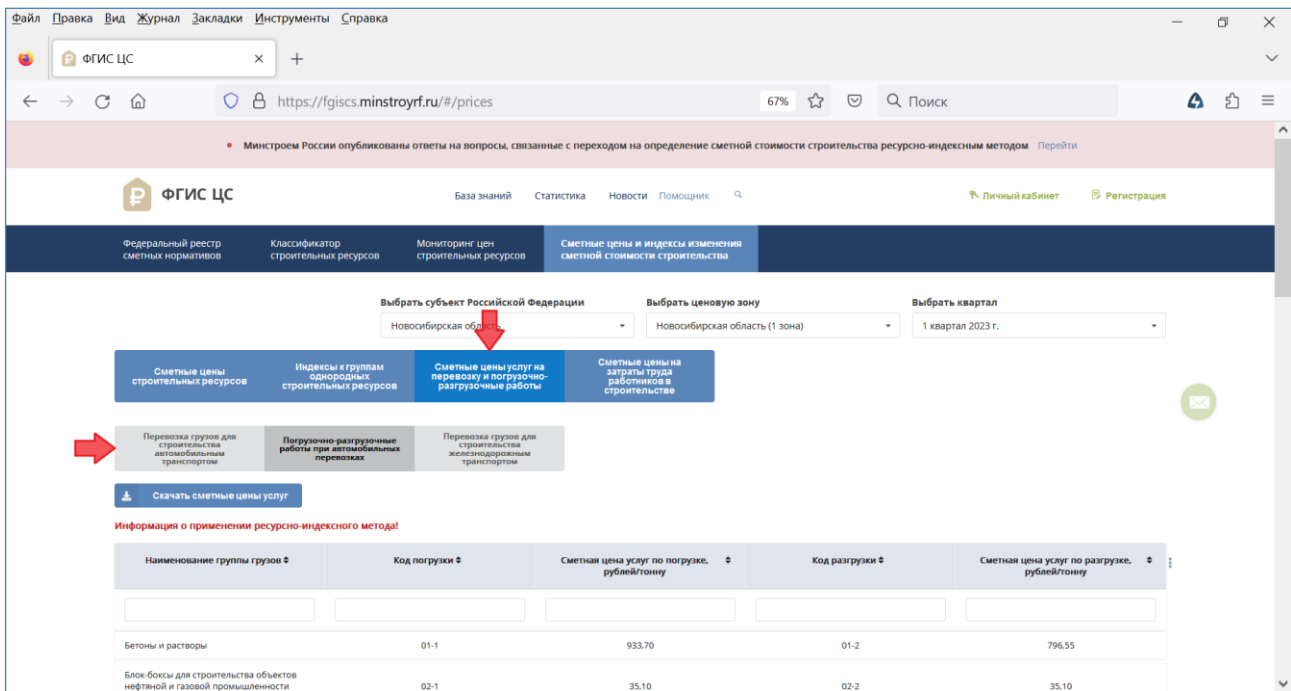 Файл Правка Вид Журнал Закладки Инструменты Справка
ФГИС ЦС
https://fgiscs.minstroyrf.ru/#/prices 67% Поиск
• Минстроем России опубликованы ответы на вопросы, связанные с переходом на определение сметной стоимости строительства ресурсно-индексным методом Перейти
ФГИС ЦС База знаний Статистика Новости Помощник Личный кабинет Регистрация
Федеральный реестр
сметных нормативов
Классификатор
строительных ресурсов
Мониторинг цен
строительных ресурсов
Сметные цены и индексы изменения
сметной стоимости строительства
Выбрать субъект Российской Федерации Выбрать ценовую зону Выбрать квартал
Новосибирская область Новосибирская область (1 зона) 1 квартал 2023 г.
Сметные цены
строительных ресурсов
Индексы к группам
однородных
строительных ресурсов
Сметные цены услуг на
перевозку и погрузочно-
разгрузочные работы
Сметные цены на
затраты труда
работников в
строительстве
Перевозка грузов для
строительства
автомобильным
транспортом
Погрузочно-разгрузочные
работы при автомобильных
перевозках
Перевозка грузов для
строительства
железнодорожным
транспортом
Скачать сметные цены услуг
Информация о применении ресурсно-индексного метода!
Наименование группы грузов
Код погрузки
Сметная цена услуг по погрузке,
рублей/тонну
Код разгрузки
Сметная цена услуг по разгрузке,
рублей/тонну
Бетоны и растворы 01-1 933,70 01-2 796,55
Блок-боксы для строительства объектов
нефтяной и газовой промышленности 02-1 35,10 02-2 35,10